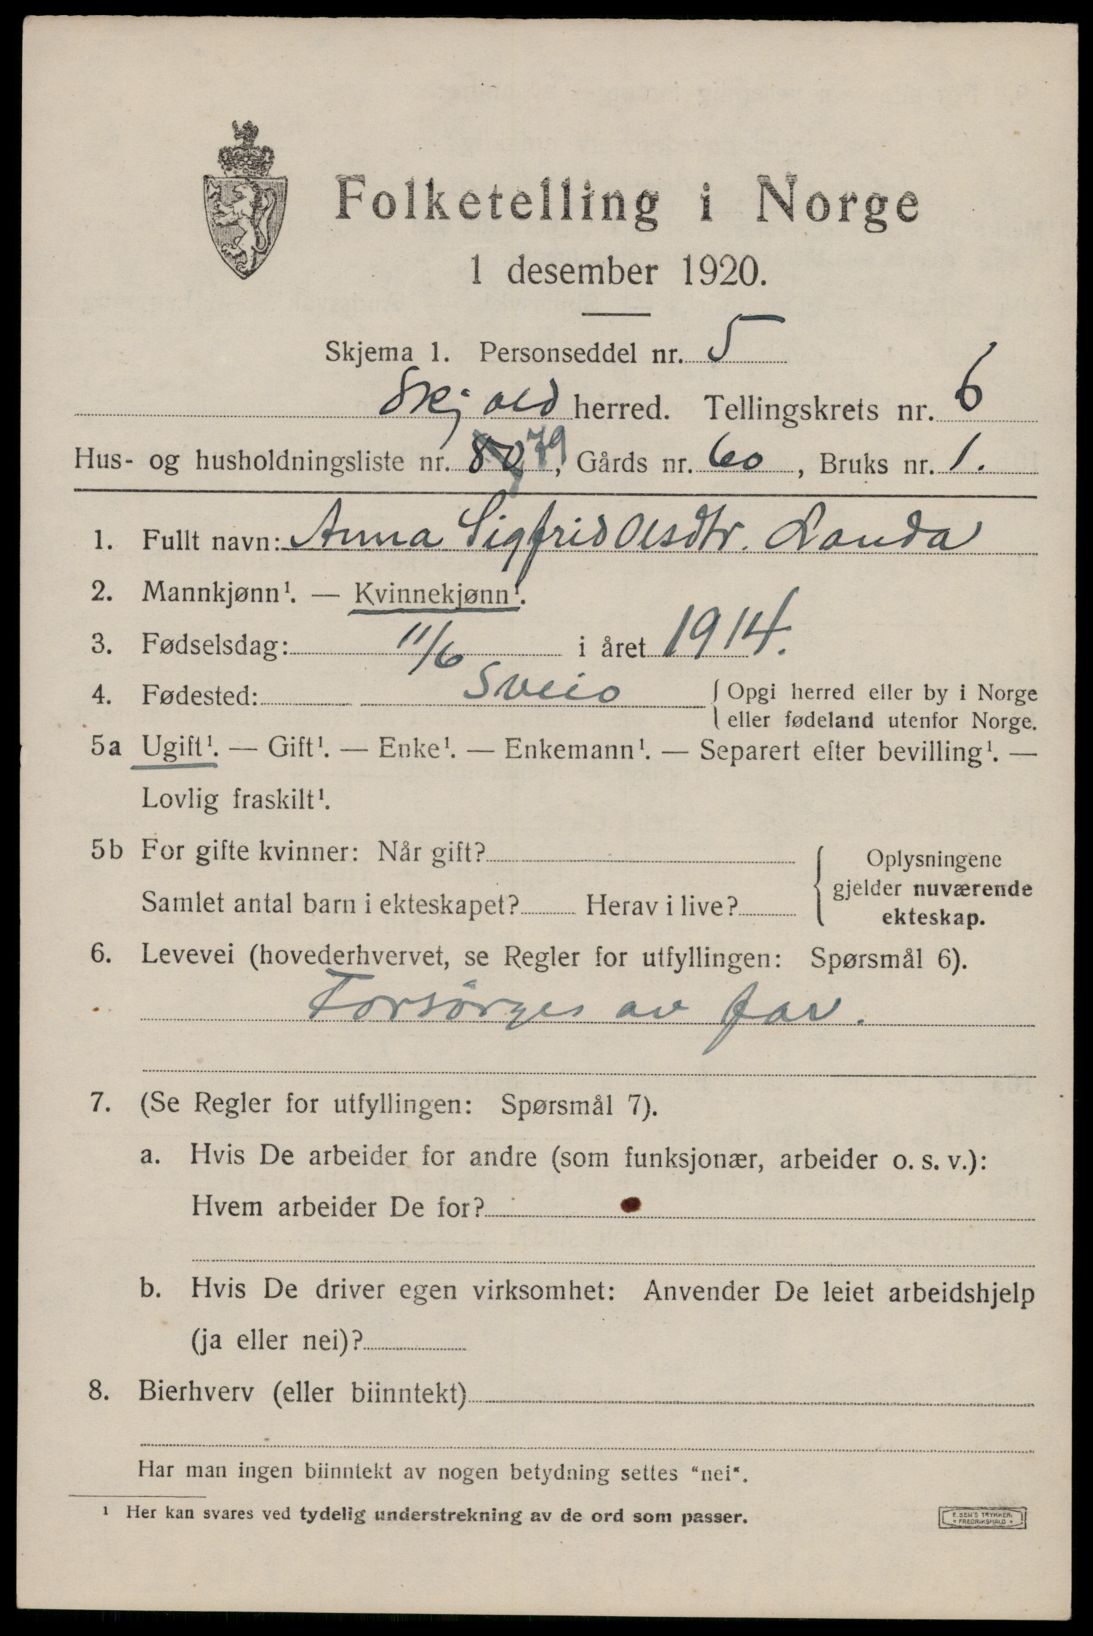 Folketelling i Norge
1 desember 1920.
Skjema 1. Personseddel nr. 5
Skjold herred. Tellingskrets nr. 6
Hus- og husholdningsliste nr. 80 79, Gårds nr. 60, Bruks nr. 1.
1. Fullt navn: Anna Sigfrid Olsdtr. Landa
2. Mannkjønn¹. — Kvinnekjønn¹.
3. Fødselsdag: 11/6 i året 1914.
4. Fødested: Sveio { Opgi herred eller by i Norge
eller fødeland utenfor Norge.
5a Ugift¹. — Gift¹. — Enke¹. — Enkemann¹. — Separert efter bevilling¹. —
Lovlig fraskilt¹.
5b For gifte kvinner: Når gift?
Samlet antal barn i ekteskapet? Herav i live?
{ Oplysningene
gjelder nuværende
ekteskap.
6. Levevei (hovederhvervet, se Regler for utfyllingen: Spørsmål 6).
Forsörges av far.
7. (Se Regler for utfyllingen: Spørsmål 7).
a. Hvis De arbeider for andre (som funksjonær, arbeider o. s. v.):
Hvem arbeider De for?
b. Hvis De driver egen virksomhet: Anvender De leiet arbeidshjelp
(ja eller nei)?
8. Bierhverv (eller biinntekt)
Har man ingen biinntekt av nogen betydning settes "nei".
¹ Her kan svares ved tydelig understrekning av de ord som passer.
FREDRIKSHALD